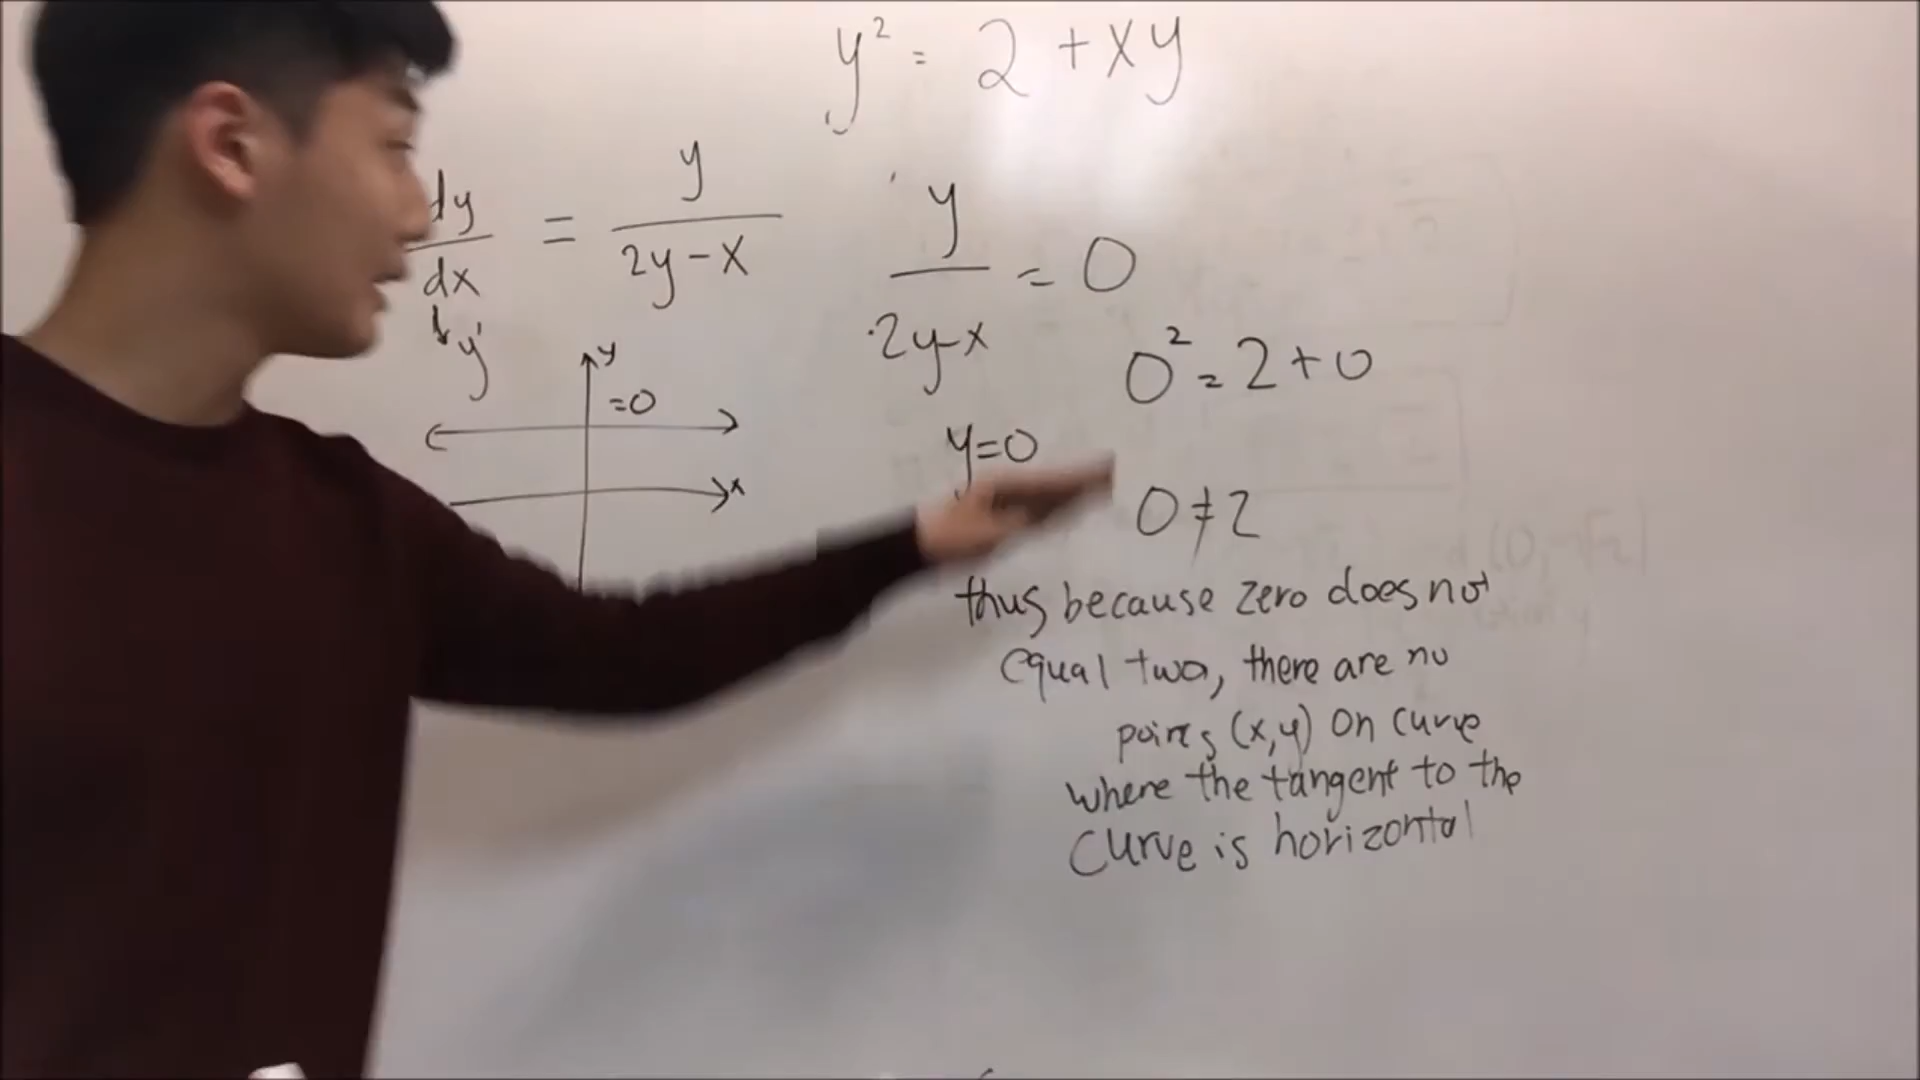 y² = 2 + xy
dy/dx = y/(2y-x)
y'
y
=0
x
y/(2y-x) = 0
y=0
0² = 2 + 0
0 ≠ 2
thus because zero does not
equal two, there are no
points (x,y) on curve
where the tangent to the
curve is horizontal